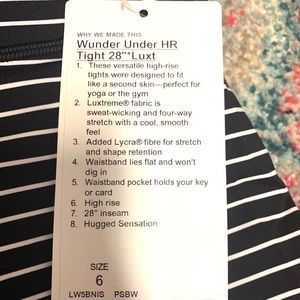 WHY WE MADE THIS
Wunder Under HR
Tight 28"*Luxt
1. These versatile high-rise
tights were designed to fit
like a second skin—perfect for
yoga or the gym
2. Luxtreme® fabric is
sweat-wicking and four-way
stretch with a cool, smooth
feel
3. Added Lycra® fibre for stretch
and shape retention
4. Waistband lies flat and won't
dig in
5. Waistband pocket holds your key
or card
6. High rise
7. 28" inseam
8. Hugged Sensation
SIZE
6
LW5BNIS PSBW